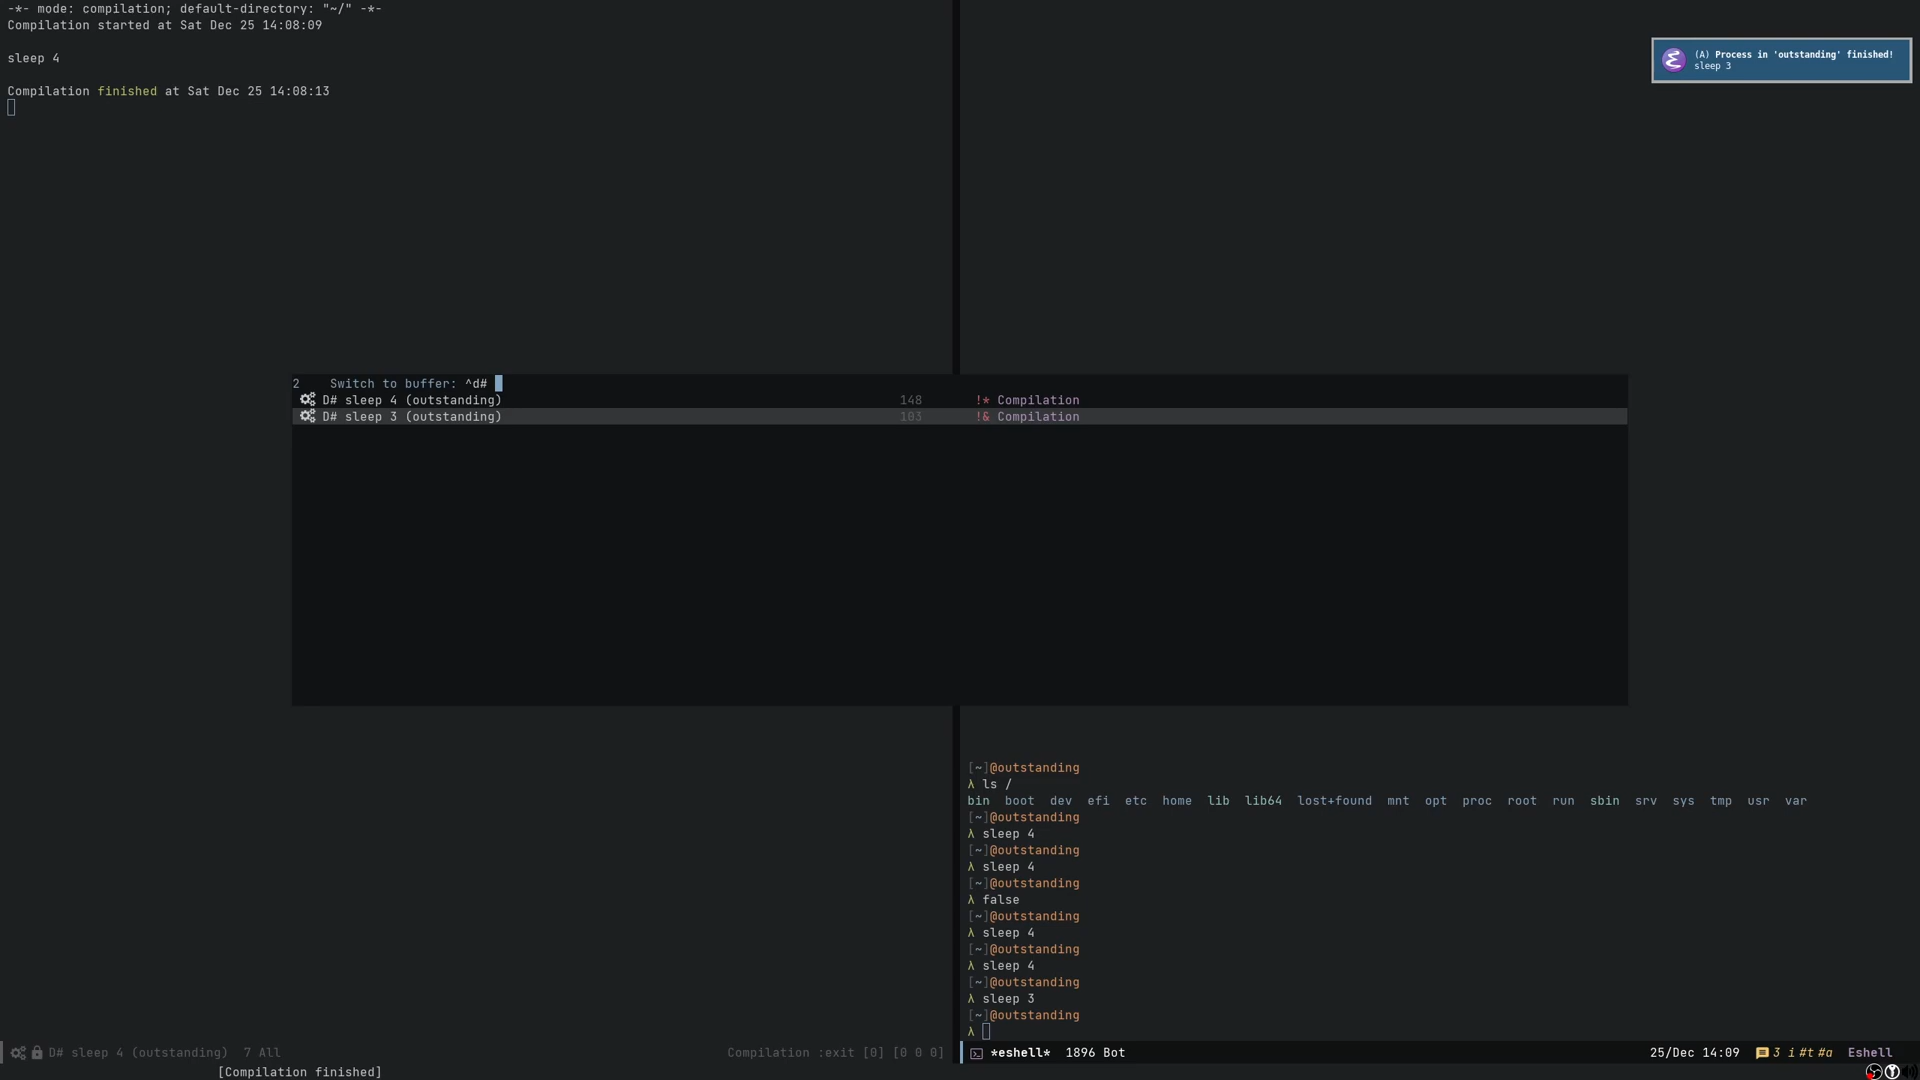 -*- mode: compilation; default-directory: "~/" -*-
Compilation started at Sat Dec 25 14:08:09
sleep 4
Compilation finished at Sat Dec 25 14:08:13
(A) Process in 'outstanding' finished!
sleep 3
2 Switch to buffer: ^d#
D# sleep 4 (outstanding) 148 !* Compilation
D# sleep 3 (outstanding) 103 !& Compilation
[~]@outstanding
λ ls /
bin boot dev efi etc home lib lib64 lost+found mnt opt proc root run sbin srv sys tmp usr var
[~]@outstanding
λ sleep 4
[~]@outstanding
λ sleep 4
[~]@outstanding
λ false
[~]@outstanding
λ sleep 4
[~]@outstanding
λ sleep 4
[~]@outstanding
λ sleep 3
[~]@outstanding
λ
D# sleep 4 (outstanding) 7 All Compilation :exit [0] [0 0 0]
*eshell* 1896 Bot 25/Dec 14:09 3 i #t #a Eshell
[Compilation finished]